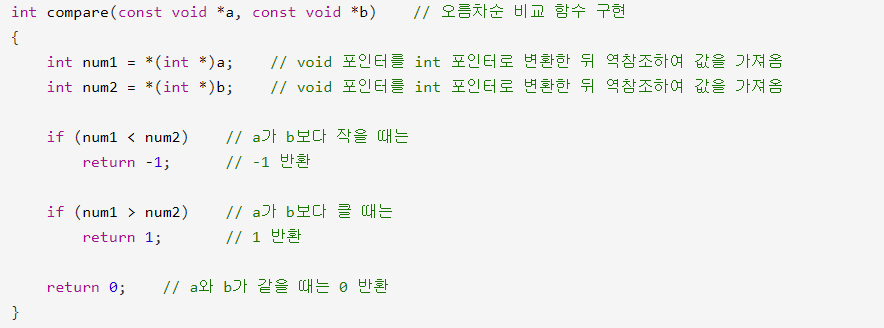 int compare(const void *a, const void *b)    // 오름차순 비교 함수 구현
{
    int num1 = *(int *)a;    // void 포인터를 int 포인터로 변환한 뒤 역참조하여 값을 가져옴
    int num2 = *(int *)b;    // void 포인터를 int 포인터로 변환한 뒤 역참조하여 값을 가져옴
    if (num1 < num2)    // a가 b보다 작을 때는
        return -1;      // -1 반환
    if (num1 > num2)    // a가 b보다 클 때는
        return 1;       // 1 반환
    return 0;    // a와 b가 같을 때는 0 반환
}